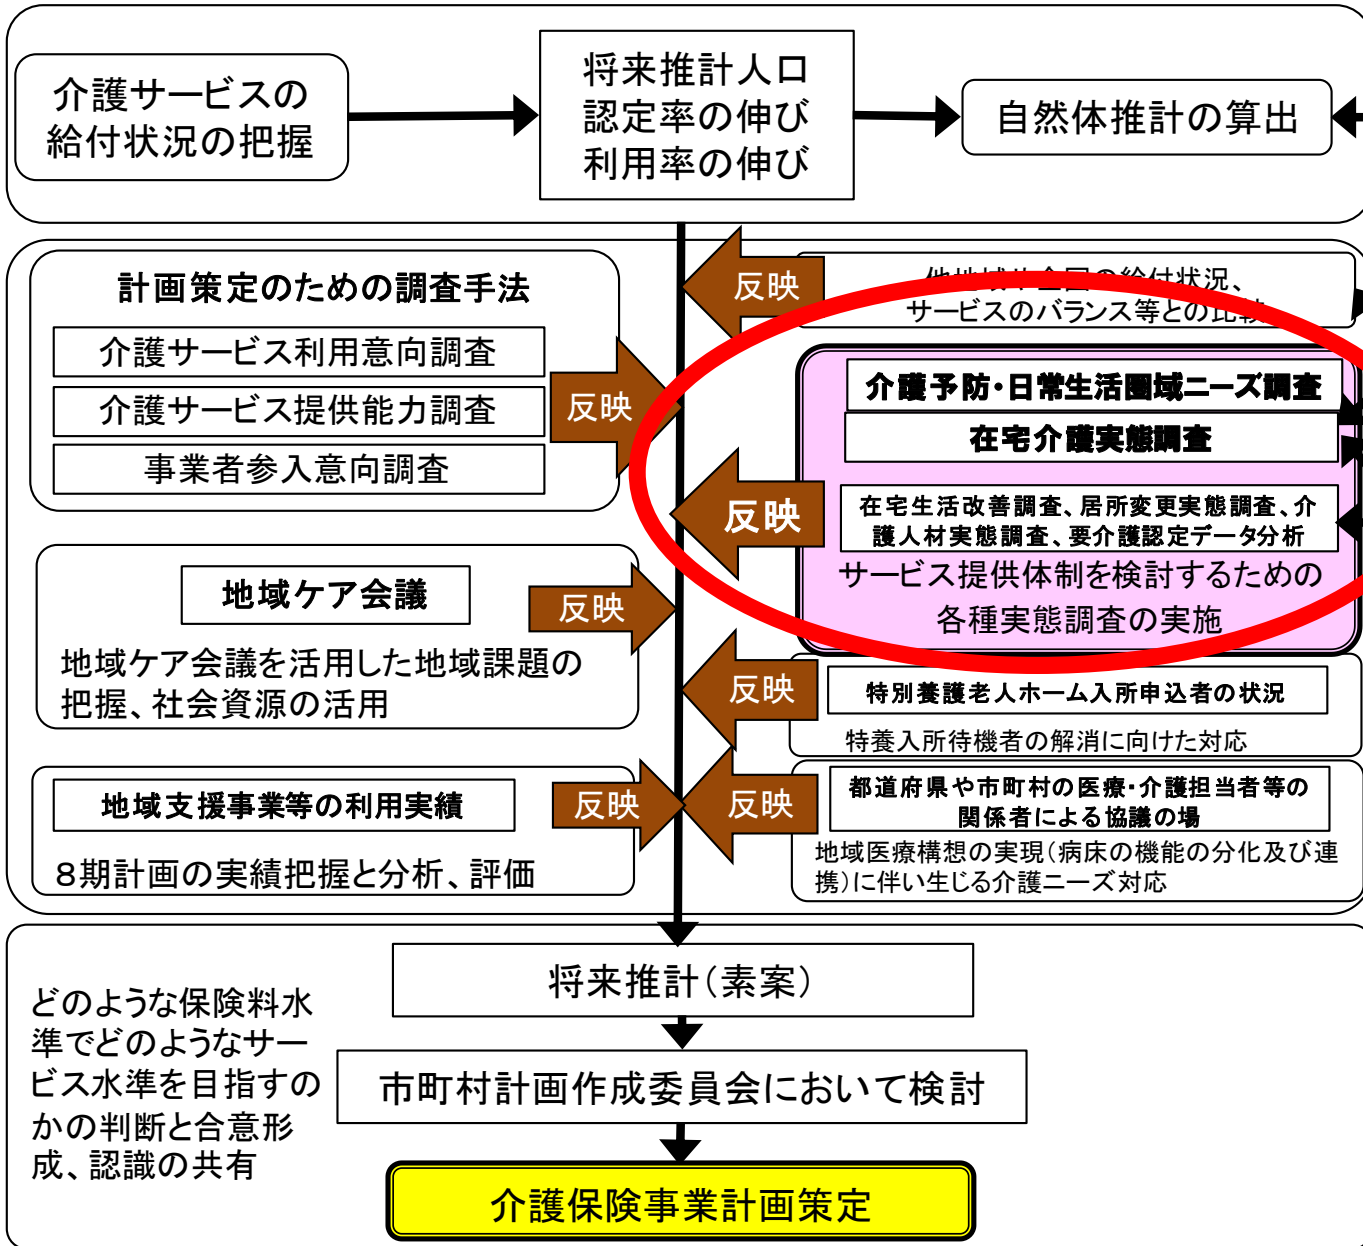 介護サービスの
給付状況の把握
将来推計人口
認定率の伸び
利用率の伸び
自然体推計の算出
計画策定のための調査手法
介護サービス利用意向調査
介護サービス提供能力調査
事業者参入意向調査
反映
反映
他地域や全国の給付状況、
サービスのバランス等との比較
介護予防・日常生活圏域ニーズ調査
在宅介護実態調査
反映
在宅生活改善調査、居所変更実態調査、介
護人材実態調査、要介護認定データ分析
サービス提供体制を検討するための
各種実態調査の実施
地域ケア会議
地域ケア会議を活用した地域課題の
把握、社会資源の活用
反映
反映
特別養護老人ホーム入所申込者の状況
特養入所待機者の解消に向けた対応
地域支援事業等の利用実績
8期計画の実績把握と分析、評価
反映
反映
都道府県や市町村の医療・介護担当者等の
関係者による協議の場
地域医療構想の実現(病床の機能の分化及び連
携)に伴い生じる介護ニーズ対応
どのような保険料水
準でどのようなサー
ビス水準を目指すの
かの判断と合意形
成、認識の共有
将来推計(素案)
市町村計画作成委員会において検討
介護保険事業計画策定